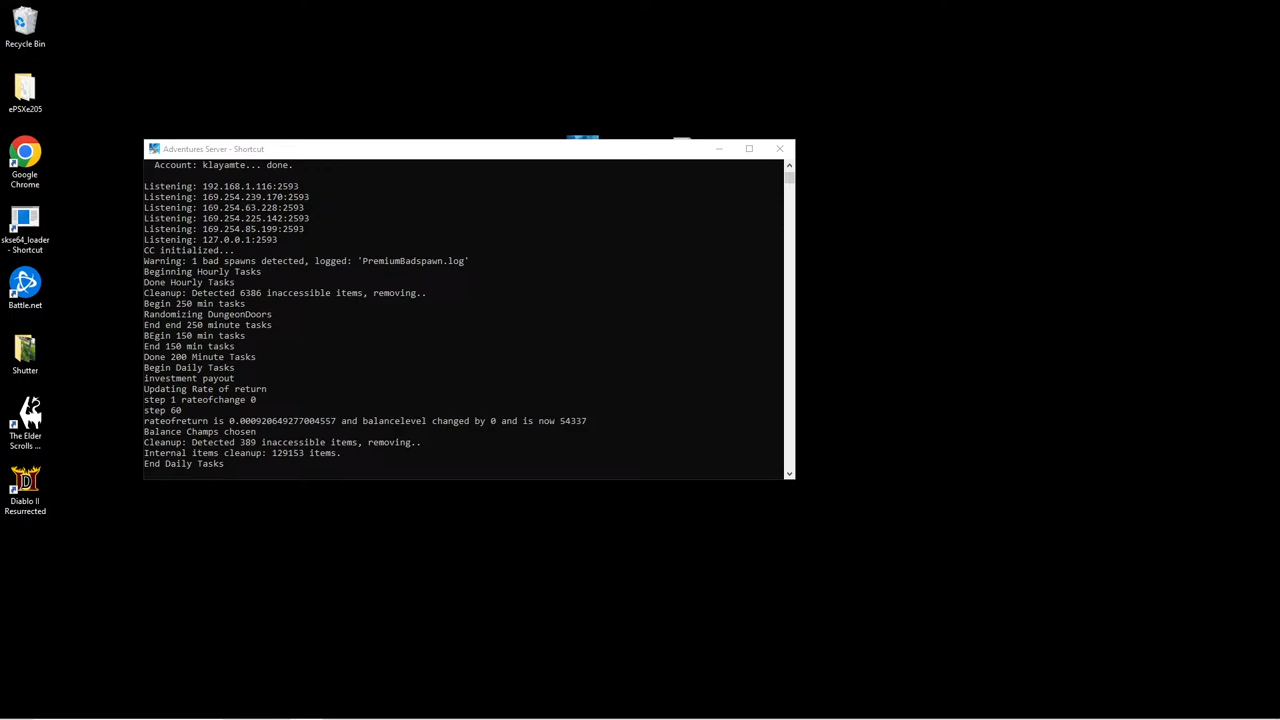 Recycle Bin
ePSXe205
Google
Chrome
skse64_loader
- Shortcut
Battle.net
Shutter
The Elder
Scrolls ...
Diablo II
Resurrected
Adventures Server - Shortcut
Account: klayamte... done.
Listening: 192.168.1.116:2593
Listening: 169.254.239.170:2593
Listening: 169.254.63.228:2593
Listening: 169.254.225.142:2593
Listening: 169.254.85.199:2593
Listening: 127.0.0.1:2593
CC initialized...
Warning: 1 bad spawns detected, logged: 'PremiumBadspawn.log'
Beginning Hourly Tasks
Done Hourly Tasks
Cleanup: Detected 6386 inaccessible items, removing..
Begin 250 min tasks
Randomizing DungeonDoors
End end 250 minute tasks
BEgin 150 min tasks
End 150 min tasks
Done 200 Minute Tasks
Begin Daily Tasks
investment payout
Updating Rate of return
step 1 rateofchange 0
step 60
rateofreturn is 0.000920649277004557 and balancelevel changed by 0 and is now 54337
Balance Champs chosen
Cleanup: Detected 389 inaccessible items, removing..
Internal items cleanup: 129153 items.
End Daily Tasks